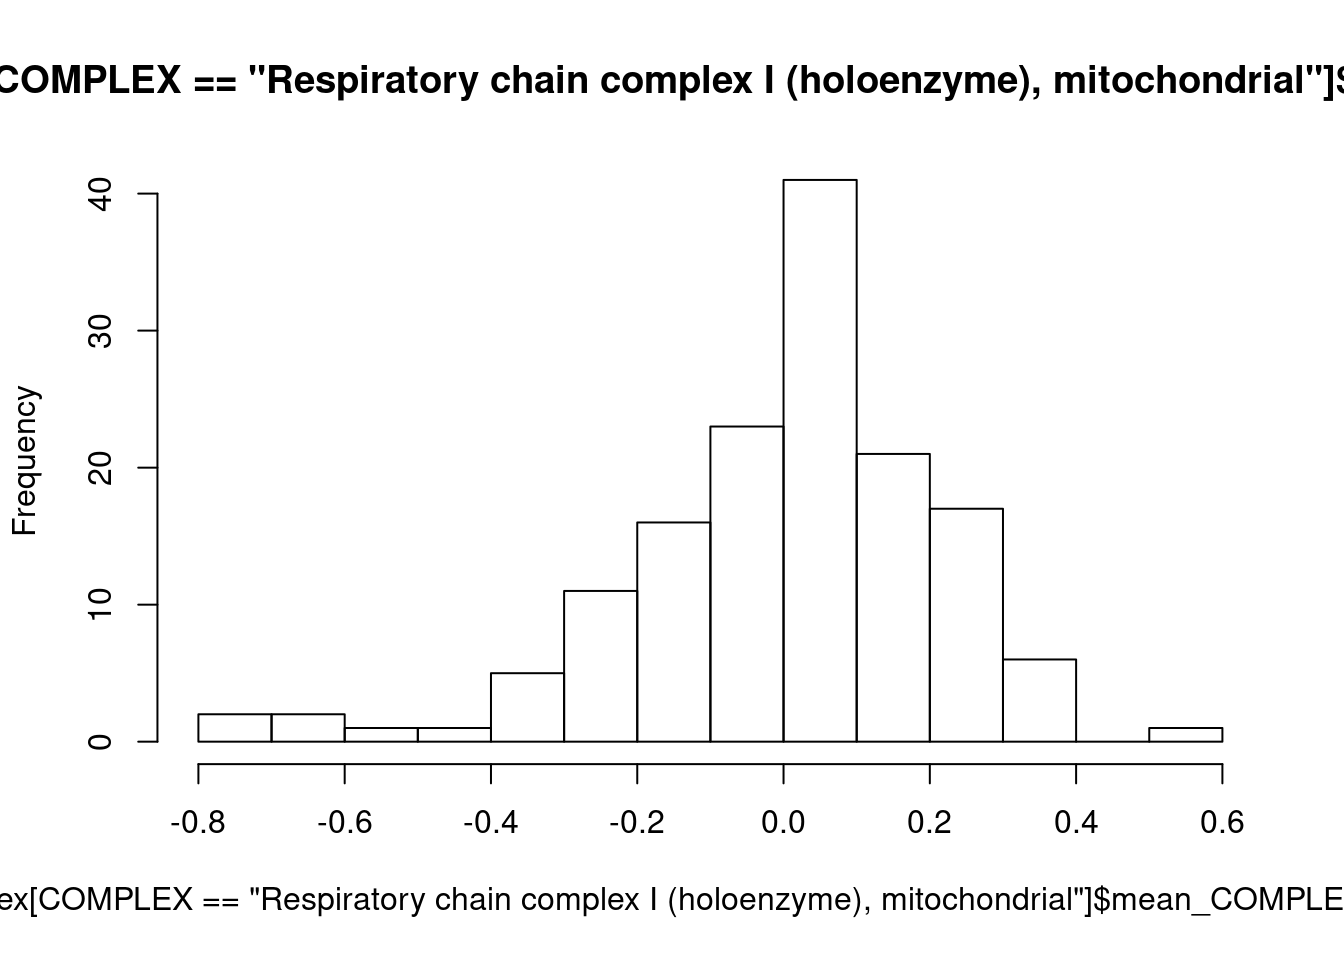 COMPLEX == "Respiratory chain complex I (holoenzyme), mitochondrial"]$
Frequency
40
30
20
10
0
-0.8 -0.6 -0.4 -0.2 0.0 0.2 0.4 0.6
ex[COMPLEX == "Respiratory chain complex I (holoenzyme), mitochondrial"]$mean_COMPLE